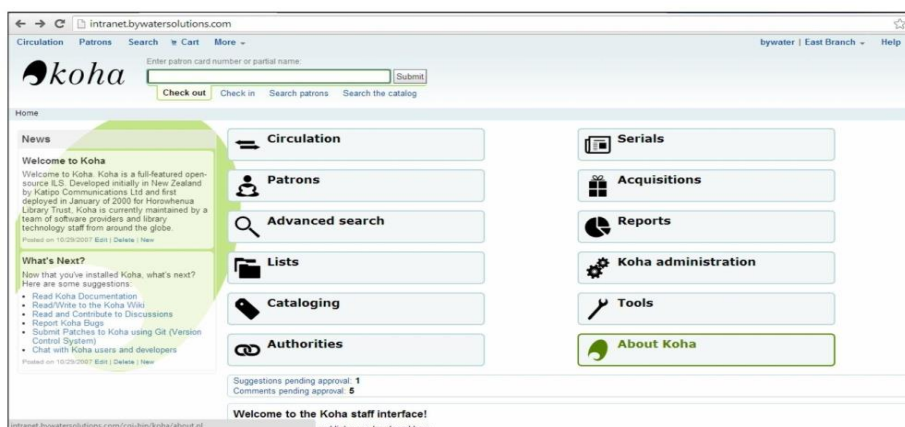 intranet.bywatersolutions.com
Circulation Patrons Search Cart More
bywater | East Branch Help
koha
Enter patron card number or partial name:
Submit
Check out Check in Search patrons Search the catalog
Home
News
Welcome to Koha
Welcome to Koha. Koha is a full-featured open-
source ILS. Developed initially in New Zealand
by Katipo Communications Ltd and first
deployed in January of 2000 for Horowhenua
Library Trust, Koha is currently maintained by a
team of software providers and library
technology staff from around the globe.
Posted on 10/29/2007 Edit | Delete | New
What's Next?
Now that you've installed Koha, what's next?
Here are some suggestions:
Read Koha Documentation
Read/Write to the Koha Wiki
Read and Contribute to Discussions
Report Koha Bugs
Submit Patches to Koha using Git (Version
Control System)
Chat with Koha users and developers
Posted on 10/29/2007 Edit | Delete | New
Circulation
Patrons
Advanced search
Lists
Cataloging
Authorities
Serials
Acquisitions
Reports
Koha administration
Tools
About Koha
Suggestions pending approval: 1
Comments pending approval: 5
Welcome to the Koha staff interface!
intranet.bywatersolutions.com/cgi-bin/koha/about.pl